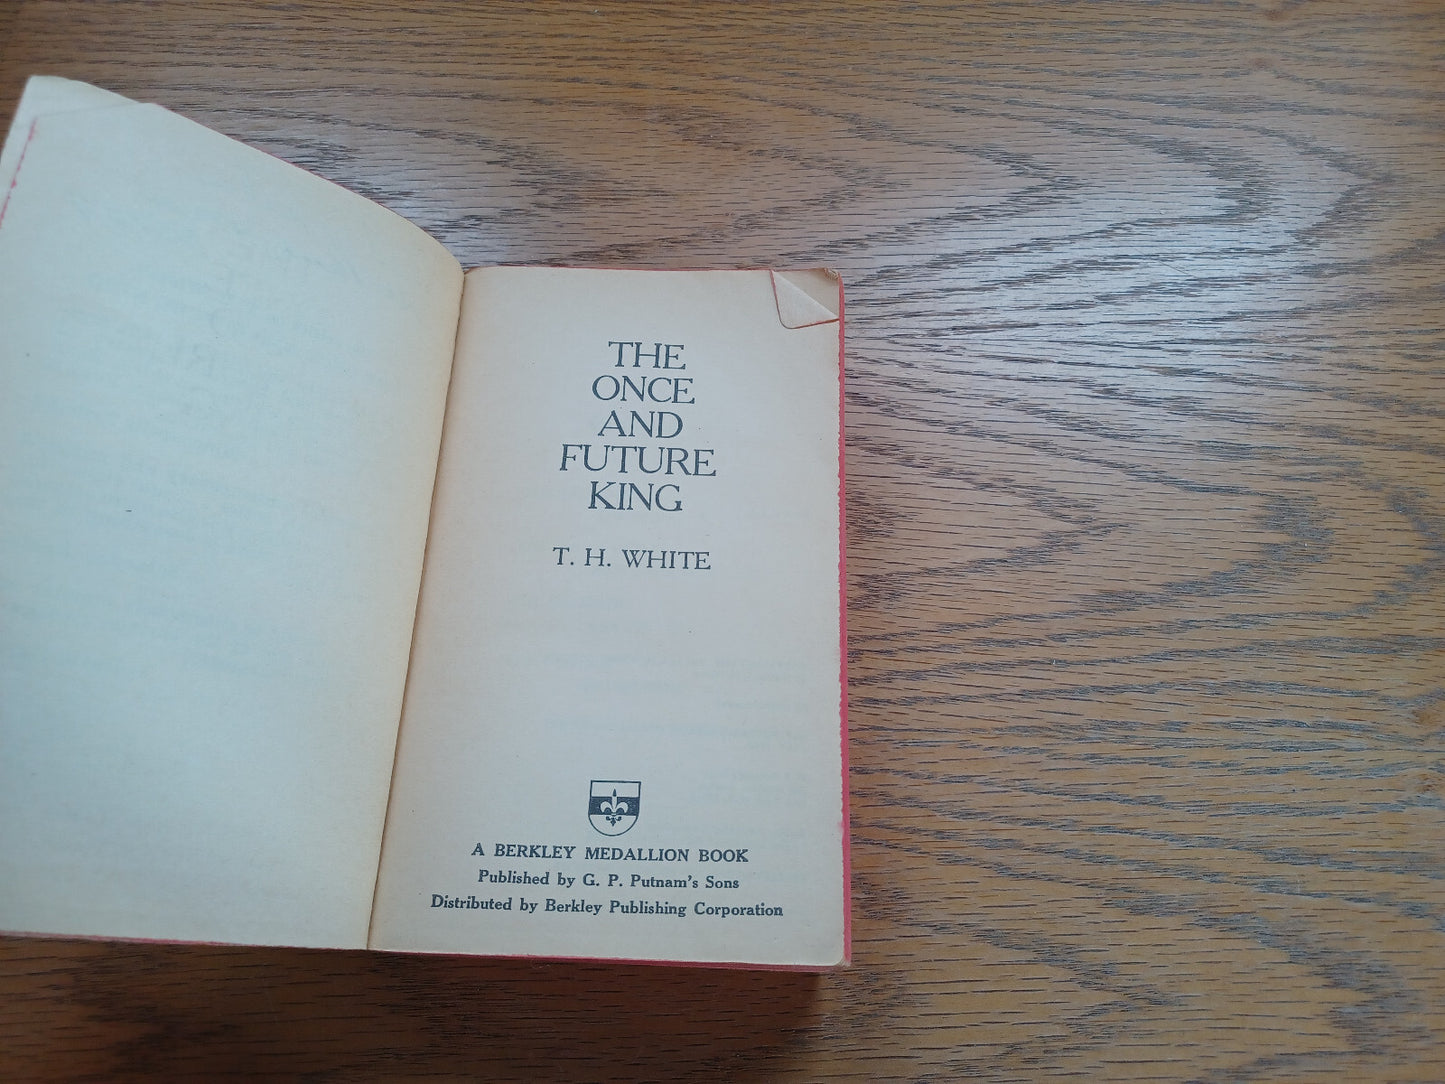 THE
ONCE
AND
FUTURE
KING
T. H. WHITE
A BERKLEY MEDALLION BOOK
Published by G. P. Putnam's Sons
Distributed by Berkley Publishing Corporation